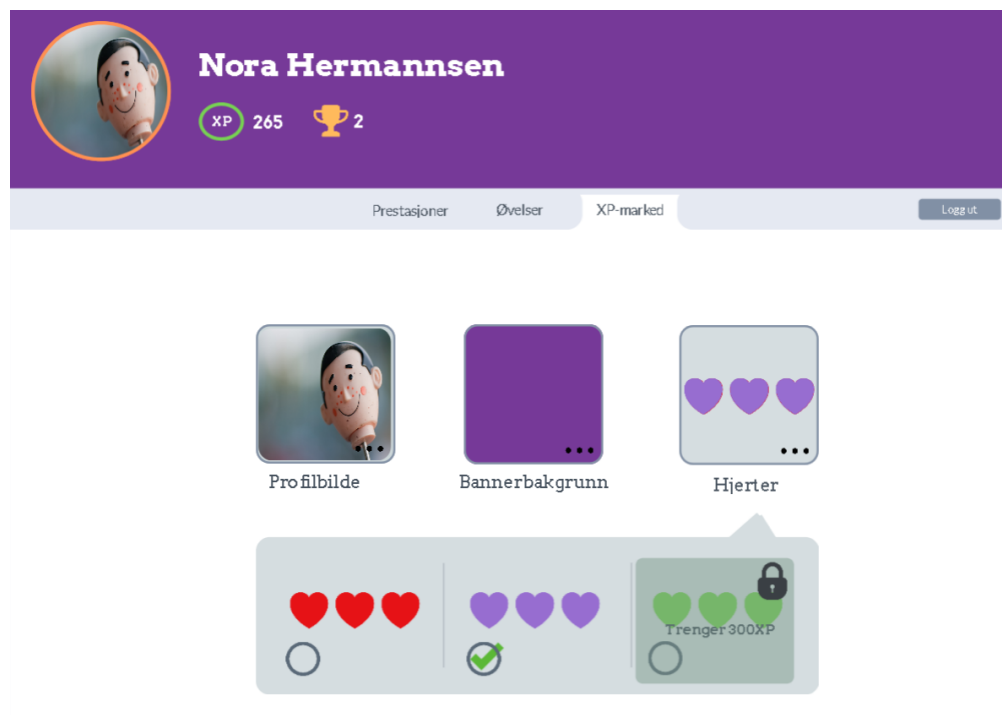 Nora Hermannsen
XP 265 2
Prestasjoner Øvelser XP-marked Logg ut
Profilbilde Bannerbakgrunn Hjerter
Trenger 300XP